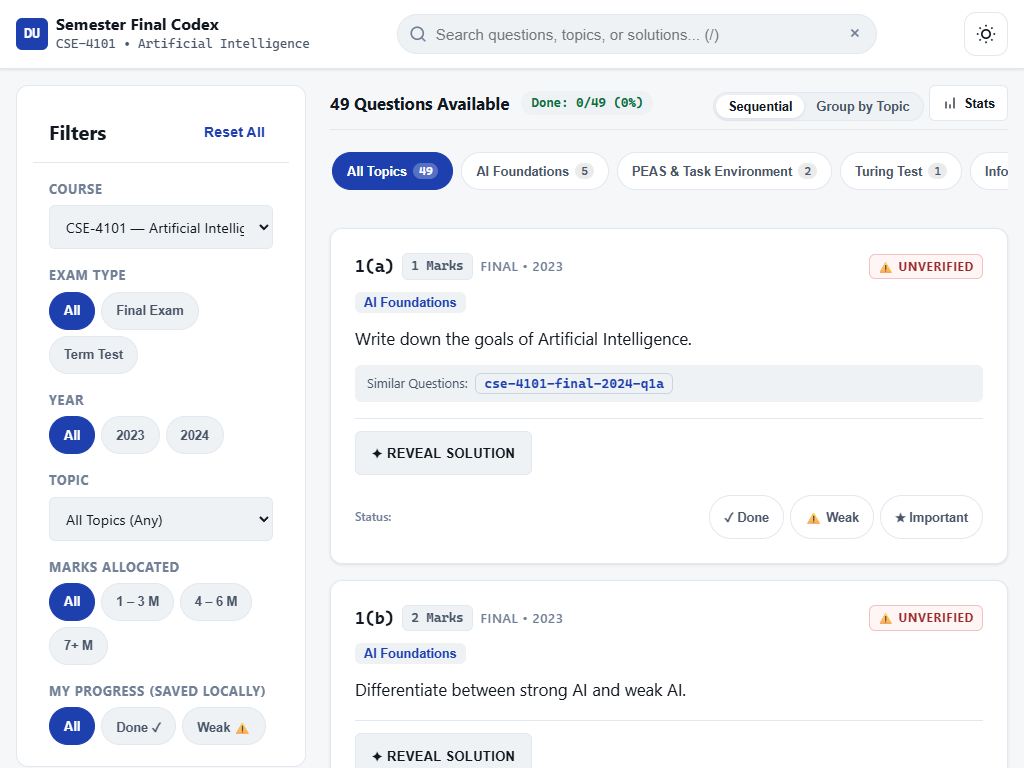 DU
Semester Final Codex
CSE-4101 • Artificial Intelligence
Search questions, topics, or solutions... (/)
×
Filters
Reset All
COURSE
CSE-4101 — Artificial Intellig
EXAM TYPE
All
Final Exam
Term Test
YEAR
All
2023
2024
TOPIC
All Topics (Any)
MARKS ALLOCATED
All
1 – 3 M
4 – 6 M
7+ M
MY PROGRESS (SAVED LOCALLY)
All
Done ✓
Weak ⚠️
49 Questions Available
Done: 0/49 (0%)
Sequential
Group by Topic
Stats
All Topics 49
AI Foundations 5
PEAS & Task Environment 2
Turing Test 1
Info
1(a) 1 Marks FINAL • 2023
⚠️ UNVERIFIED
AI Foundations
Write down the goals of Artificial Intelligence.
Similar Questions: cse-4101-final-2024-q1a
✦ REVEAL SOLUTION
Status:
✓ Done
⚠️ Weak
★ Important
1(b) 2 Marks FINAL • 2023
⚠️ UNVERIFIED
AI Foundations
Differentiate between strong AI and weak AI.
✦ REVEAL SOLUTION